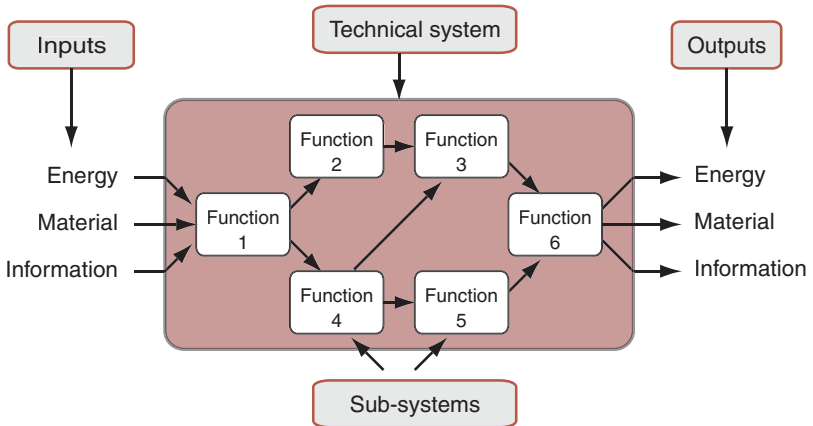 Technical system
Inputs
Outputs
Function
2
Function
3
Energy
Energy
Function
1
Function
6
Material
Material
Information
Information
Function
4
Function
5
Sub-systems